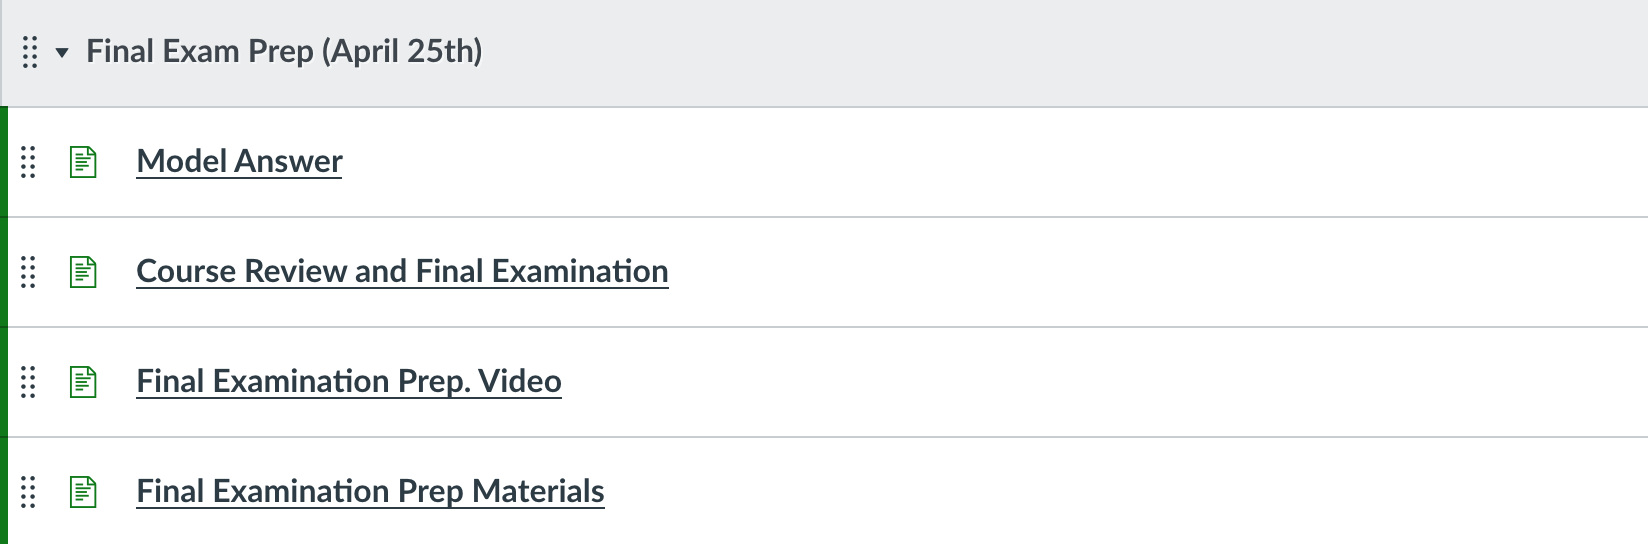 Final Exam Prep (April 25th)
Model Answer
Course Review and Final Examination
Final Examination Prep. Video
Final Examination Prep Materials